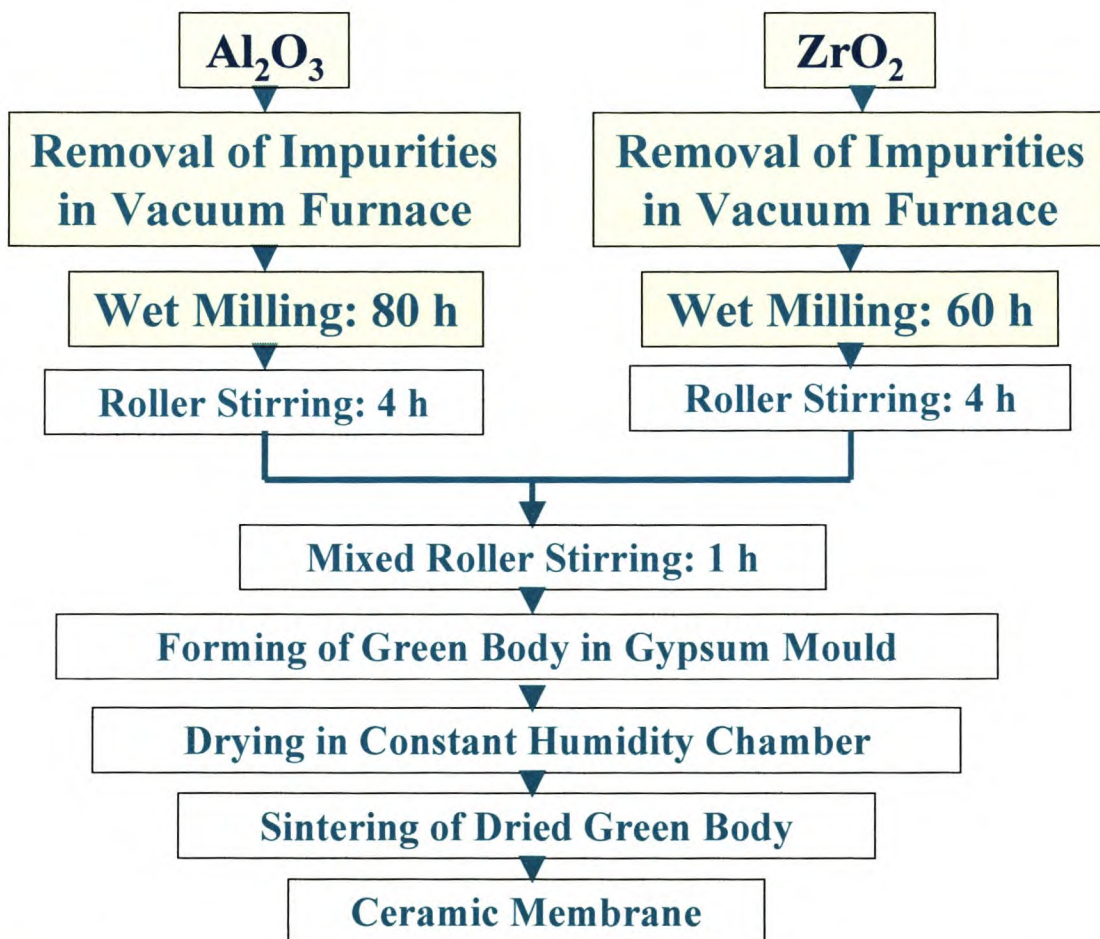 Al₂O₃
ZrO₂
Removal of Impurities
in Vacuum Furnace
Removal of Impurities
in Vacuum Furnace
Wet Milling: 80 h
Wet Milling: 60 h
Roller Stirring: 4 h
Roller Stirring: 4 h
Mixed Roller Stirring: 1 h
Forming of Green Body in Gypsum Mould
Drying in Constant Humidity Chamber
Sintering of Dried Green Body
Ceramic Membrane